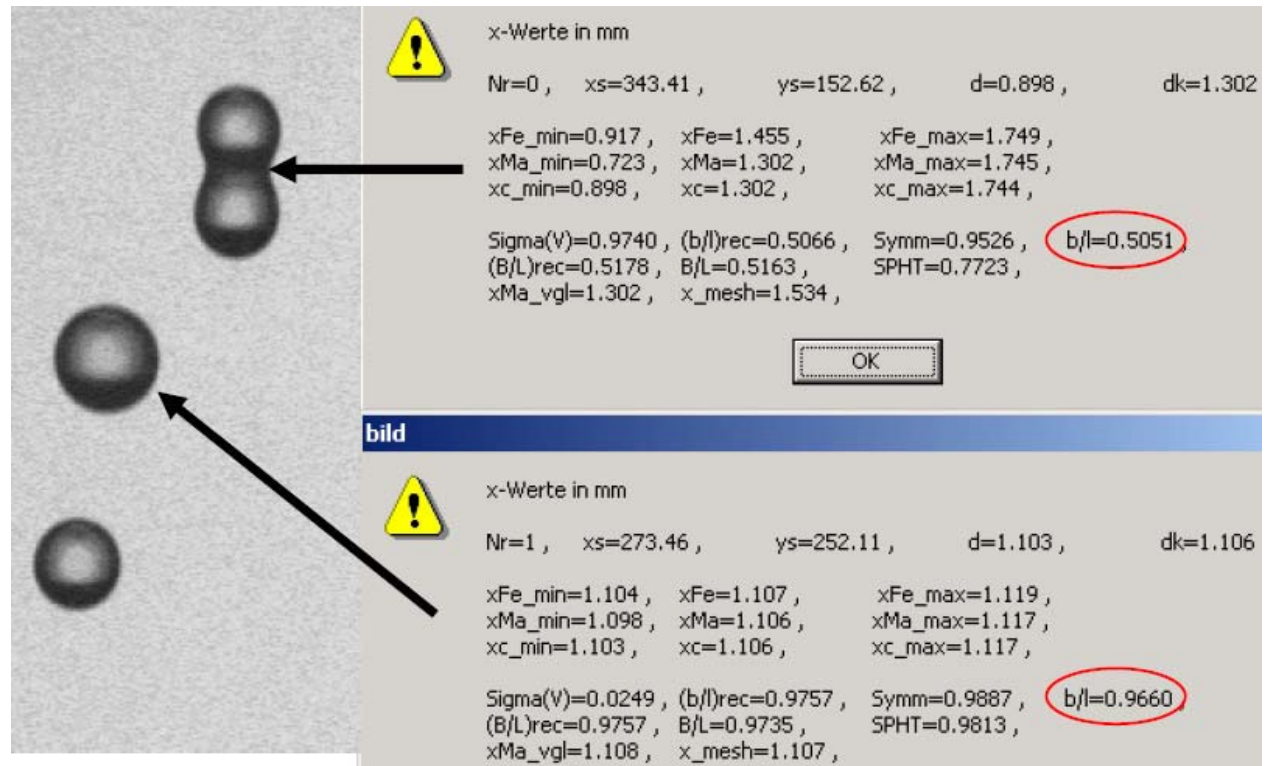 x-Werte in mm
Nr=0 , xs=343.41 , ys=152.62 , d=0.898 , dk=1.302
xFe_min=0.917 , xFe=1.455 , xFe_max=1.749 ,
xMa_min=0.723 , xMa=1.302 , xMa_max=1.745 ,
xc_min=0.898 , xc=1.302 , xc_max=1.744 ,
Sigma(V)=0.9740 , (b/l)rec=0.5066 , Symm=0.9526 , b/l=0.5051 ,
(B/L)rec=0.5178 , B/L=0.5163 , SPHT=0.7723 ,
xMa_vgl=1.302 , x_mesh=1.534 ,
OK
bild
x-Werte in mm
Nr=1 , xs=273.46 , ys=252.11 , d=1.103 , dk=1.106
xFe_min=1.104 , xFe=1.107 , xFe_max=1.119 ,
xMa_min=1.098 , xMa=1.106 , xMa_max=1.117 ,
xc_min=1.103 , xc=1.106 , xc_max=1.117 ,
Sigma(V)=0.0249 , (b/l)rec=0.9757 , Symm=0.9887 , b/l=0.9660 ,
(B/L)rec=0.9757 , B/L=0.9735 , SPHT=0.9813 ,
xMa_vgl=1.108 , x_mesh=1.107 ,